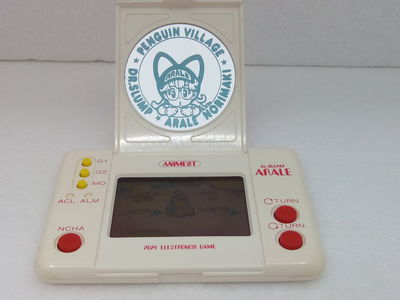 ★ PENGUIN VILLAGE ★
DR.SLUMP ★ ARALE NORIMAKI
ARALE
ANIMEST
Dr.SLUMP
ARALE
G1
G2
MO
ACL ALM
NCHA
TURN
TURN
POPY ELECTRONICS GAME